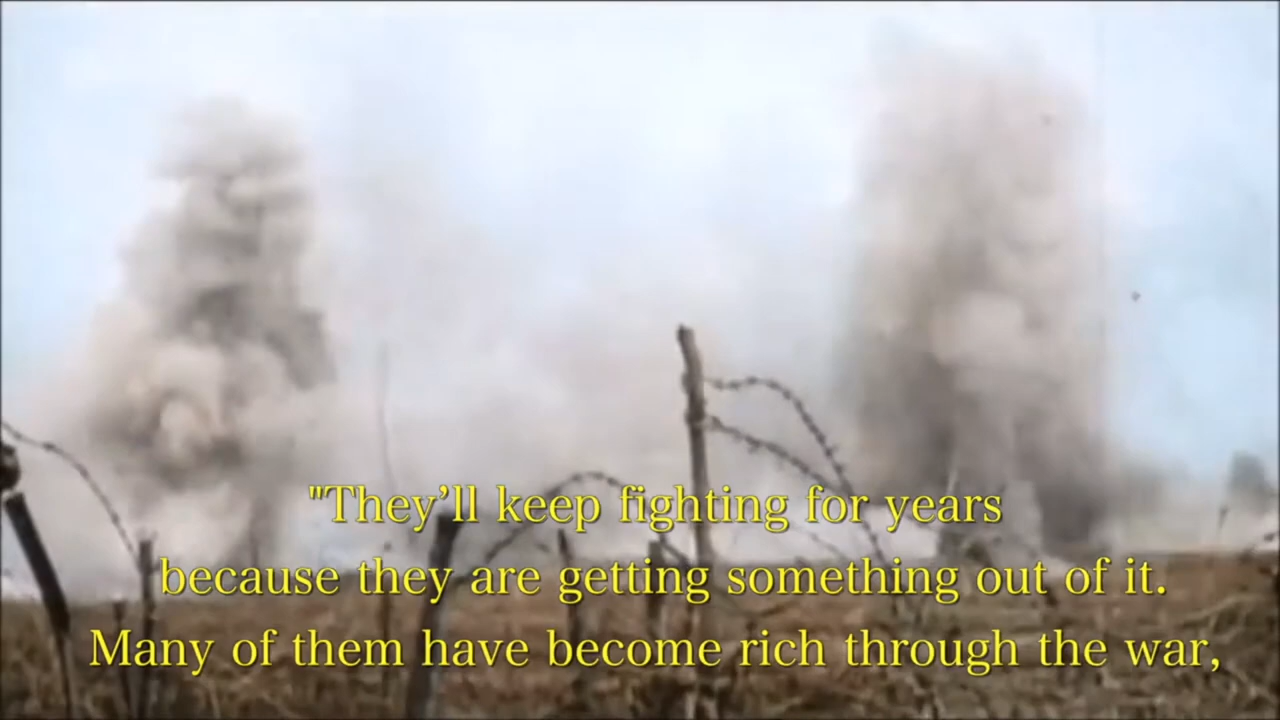 "They’ll keep fighting for years
because they are getting something out of it.
Many of them have become rich through the war,